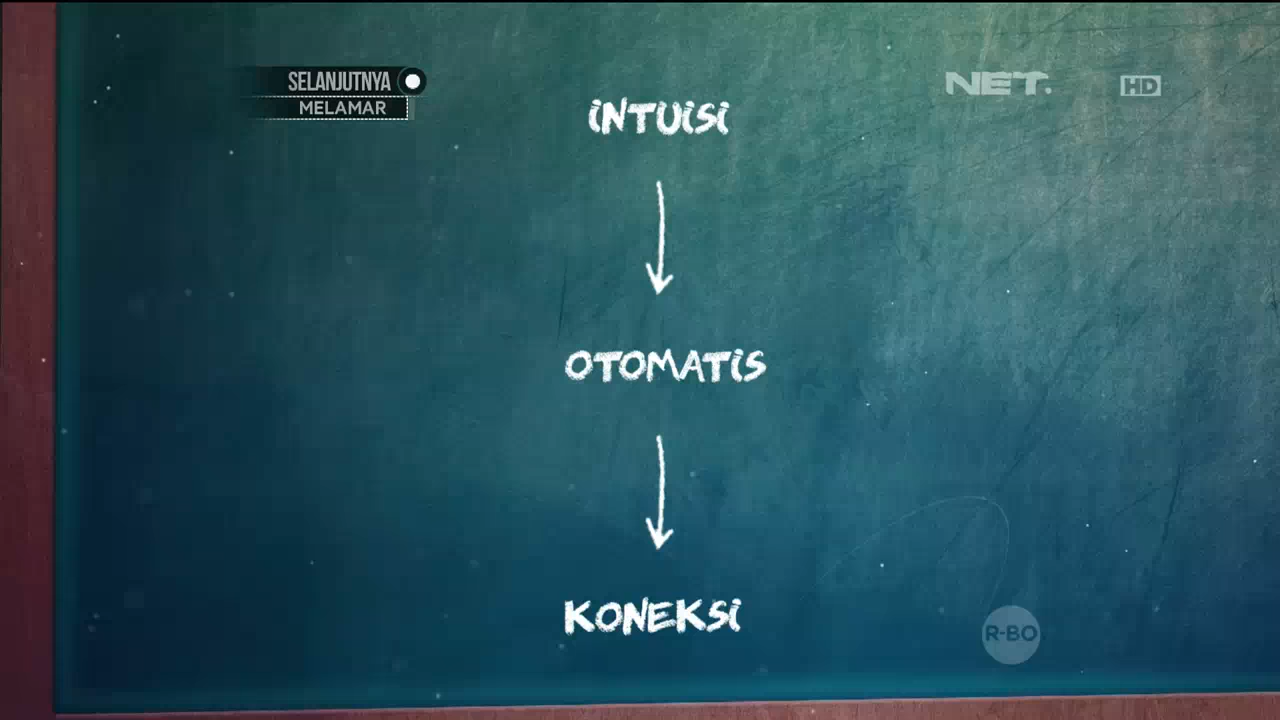 SELANJUTNYA
MELAMAR
NET.
HD
INTUISI
OTOMATIS
KONEKSI
R-BO